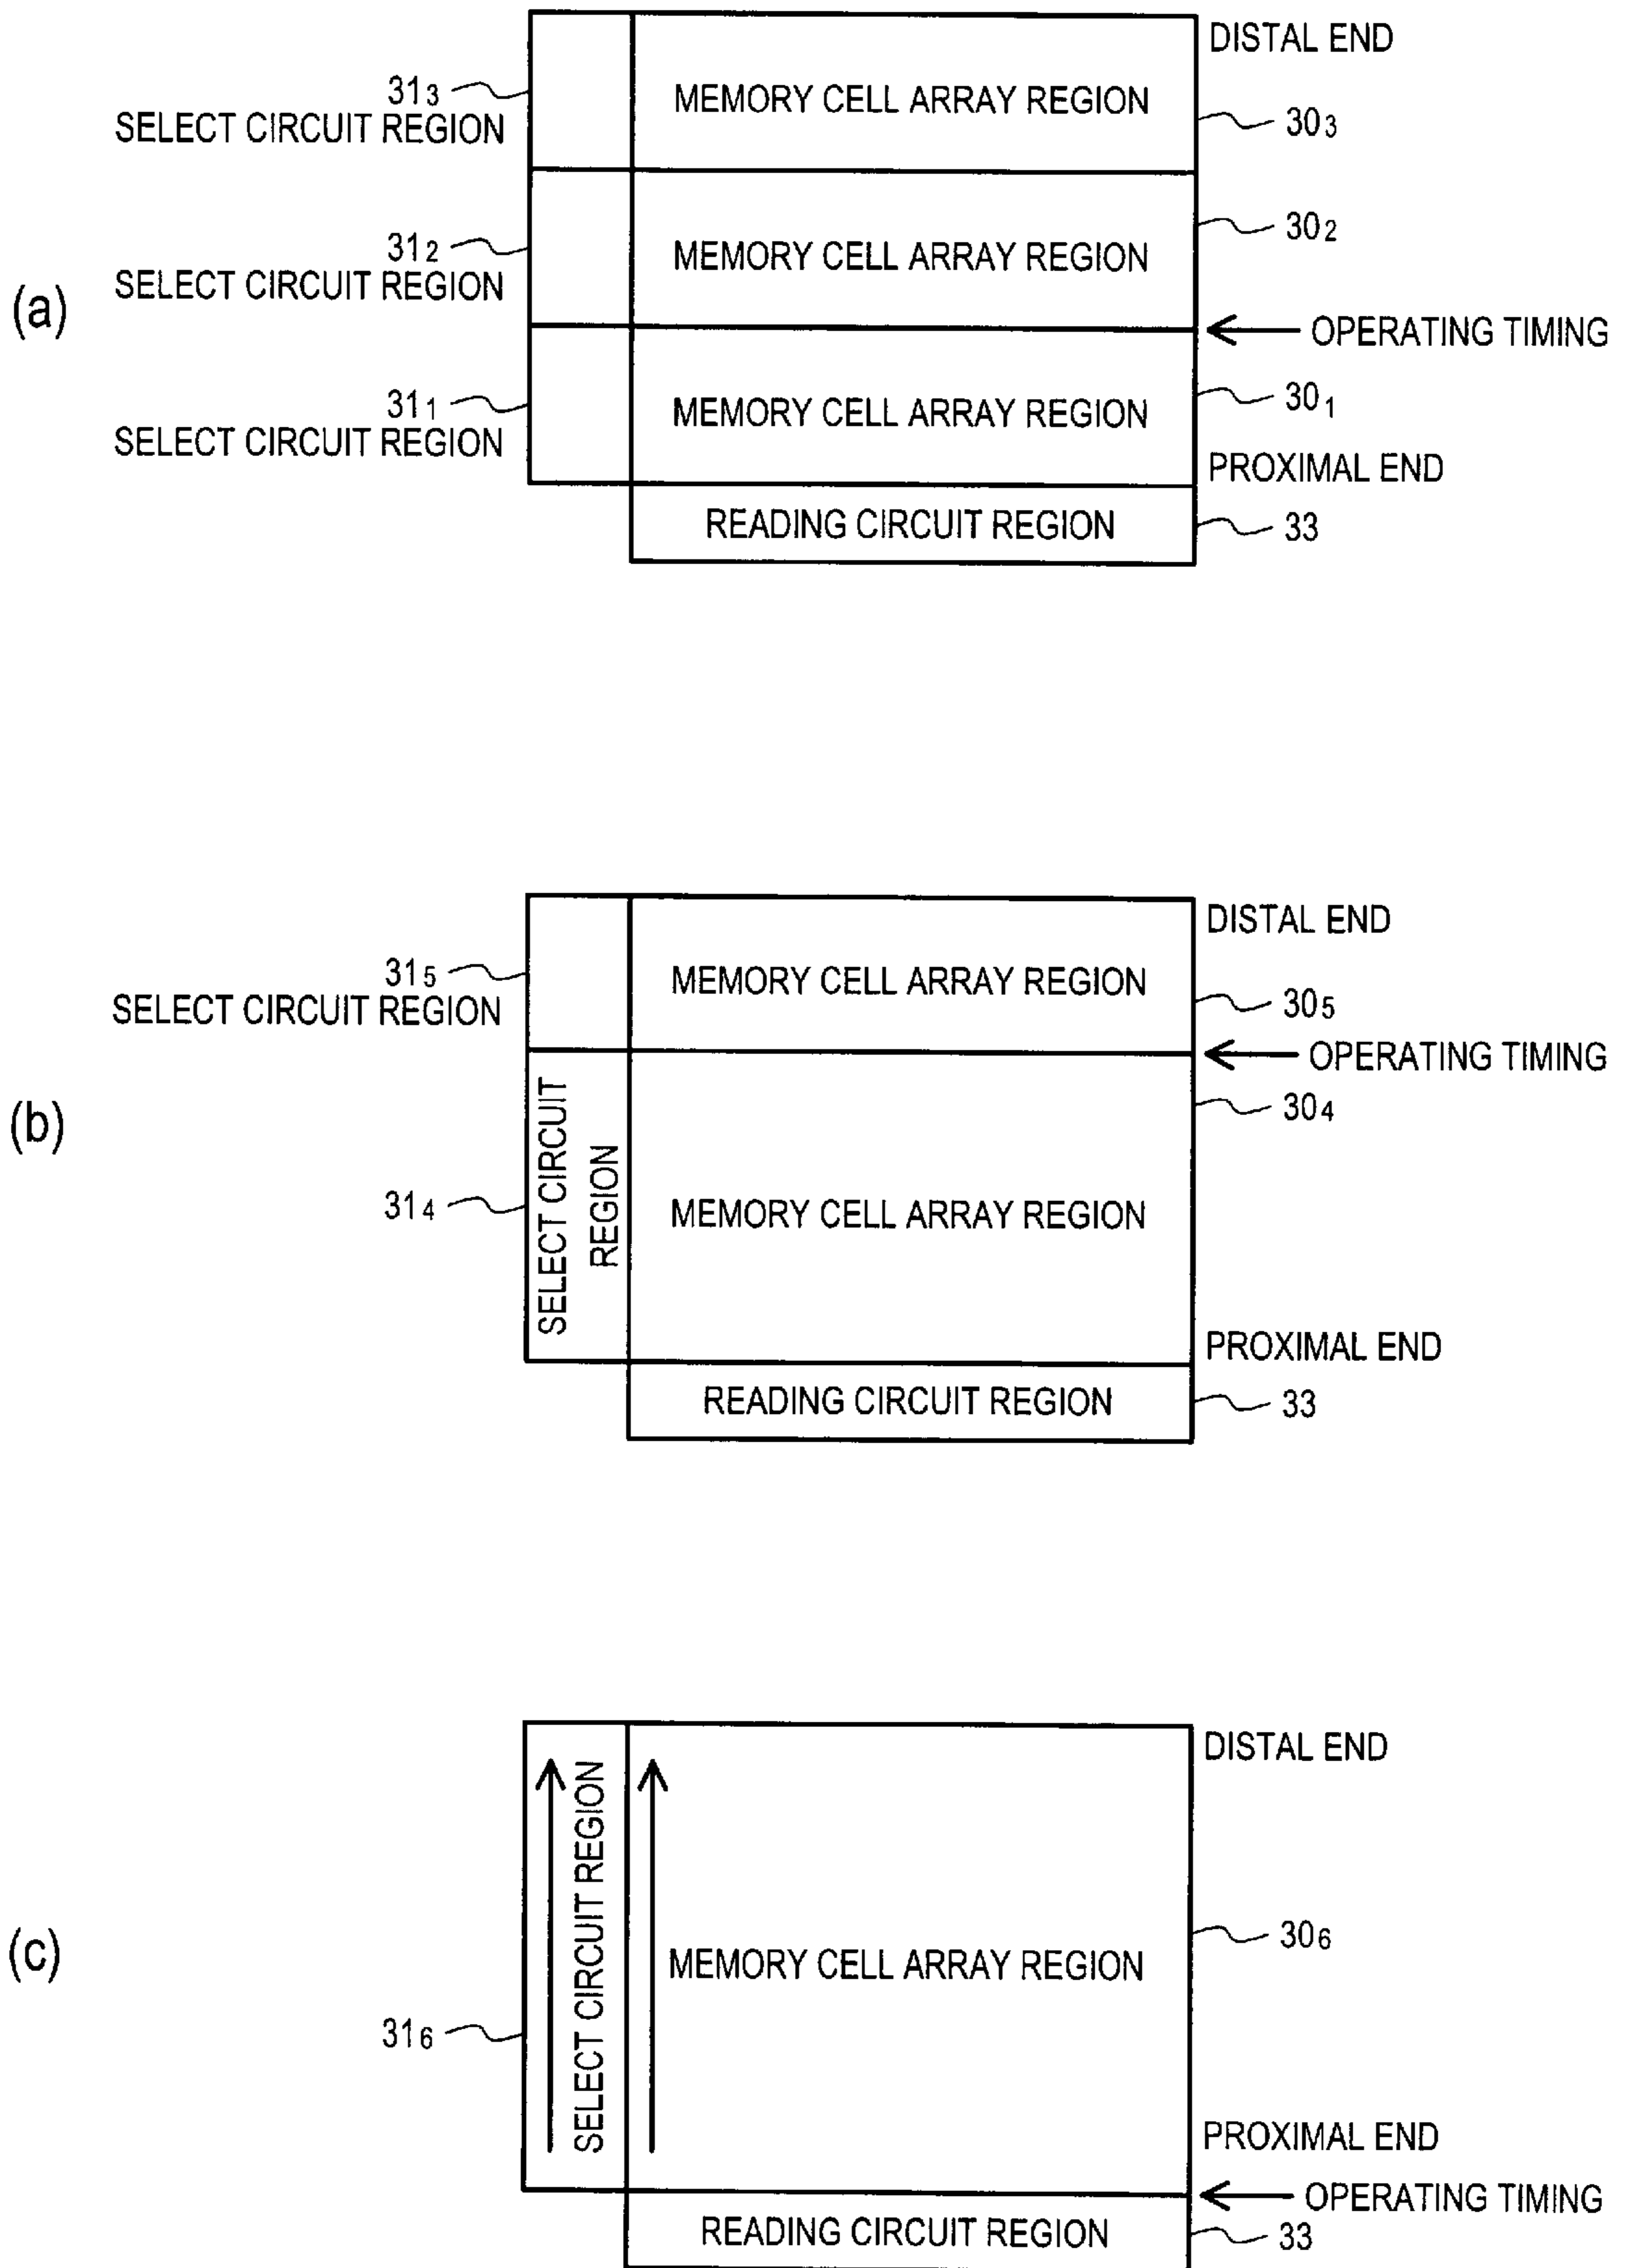 DISTAL END
31₃
SELECT CIRCUIT REGION
MEMORY CELL ARRAY REGION
30₃
31₂
SELECT CIRCUIT REGION
MEMORY CELL ARRAY REGION
30₂
(a)
OPERATING TIMING
31₁
SELECT CIRCUIT REGION
MEMORY CELL ARRAY REGION
30₁
PROXIMAL END
READING CIRCUIT REGION
33
DISTAL END
31₅
SELECT CIRCUIT REGION
MEMORY CELL ARRAY REGION
30₅
OPERATING TIMING
30₄
(b)
31₄
SELECT CIRCUIT
REGION
MEMORY CELL ARRAY REGION
PROXIMAL END
READING CIRCUIT REGION
33
DISTAL END
(c)
31₆
SELECT CIRCUIT REGION
MEMORY CELL ARRAY REGION
30₆
PROXIMAL END
OPERATING TIMING
READING CIRCUIT REGION
33